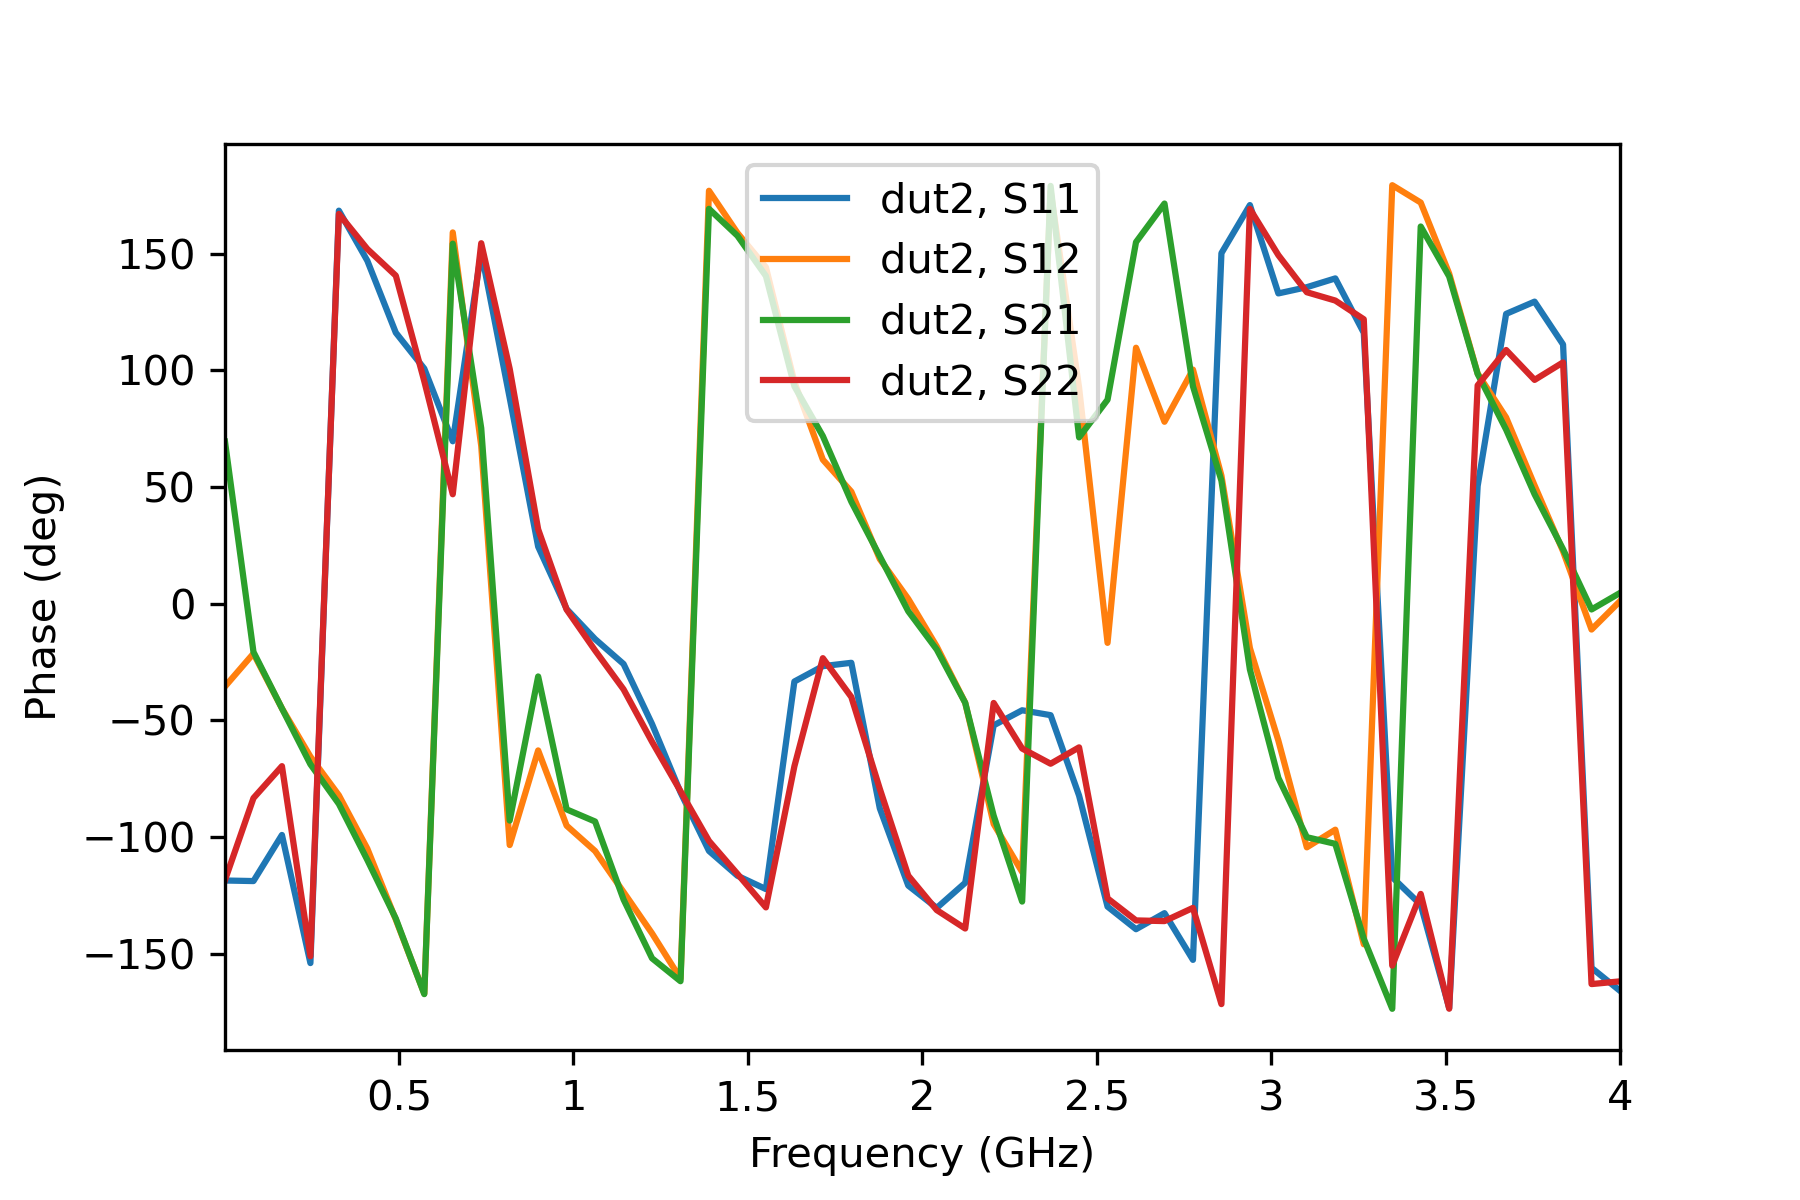 dut2, S11
dut2, S12
dut2, S21
dut2, S22
150
100
50
0
−50
−100
−150
Phase (deg)
0.5 1 1.5 2 2.5 3 3.5 4
Frequency (GHz)